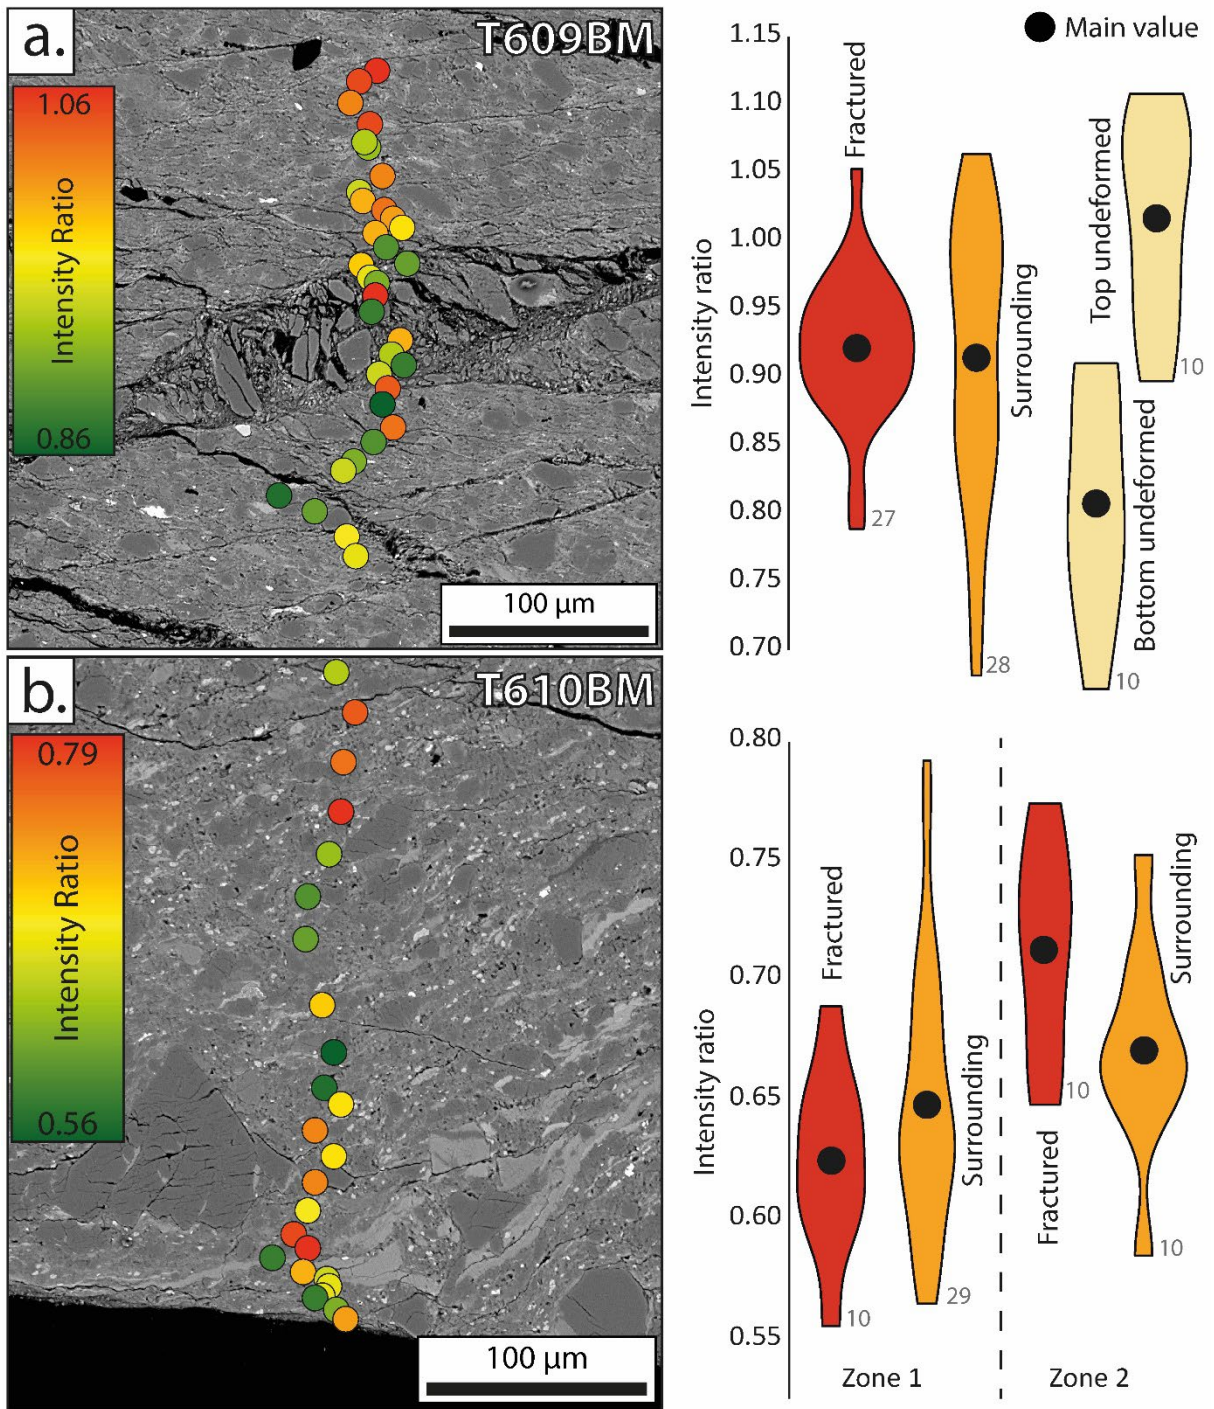 a.
T609BM
1.06
Intensity Ratio
0.86
100 µm
b.
T610BM
0.79
Intensity Ratio
0.56
100 µm
Main value
Intensity ratio
1.15
1.10
1.05
1.00
0.95
0.90
0.85
0.80
0.75
0.70
Fractured
27
Surrounding
28
Bottom undeformed
10
Top undeformed
10
Intensity ratio
0.80
0.75
0.70
0.65
0.60
0.55
Fractured
10
Surrounding
29
Fractured
10
Surrounding
10
Zone 1
Zone 2